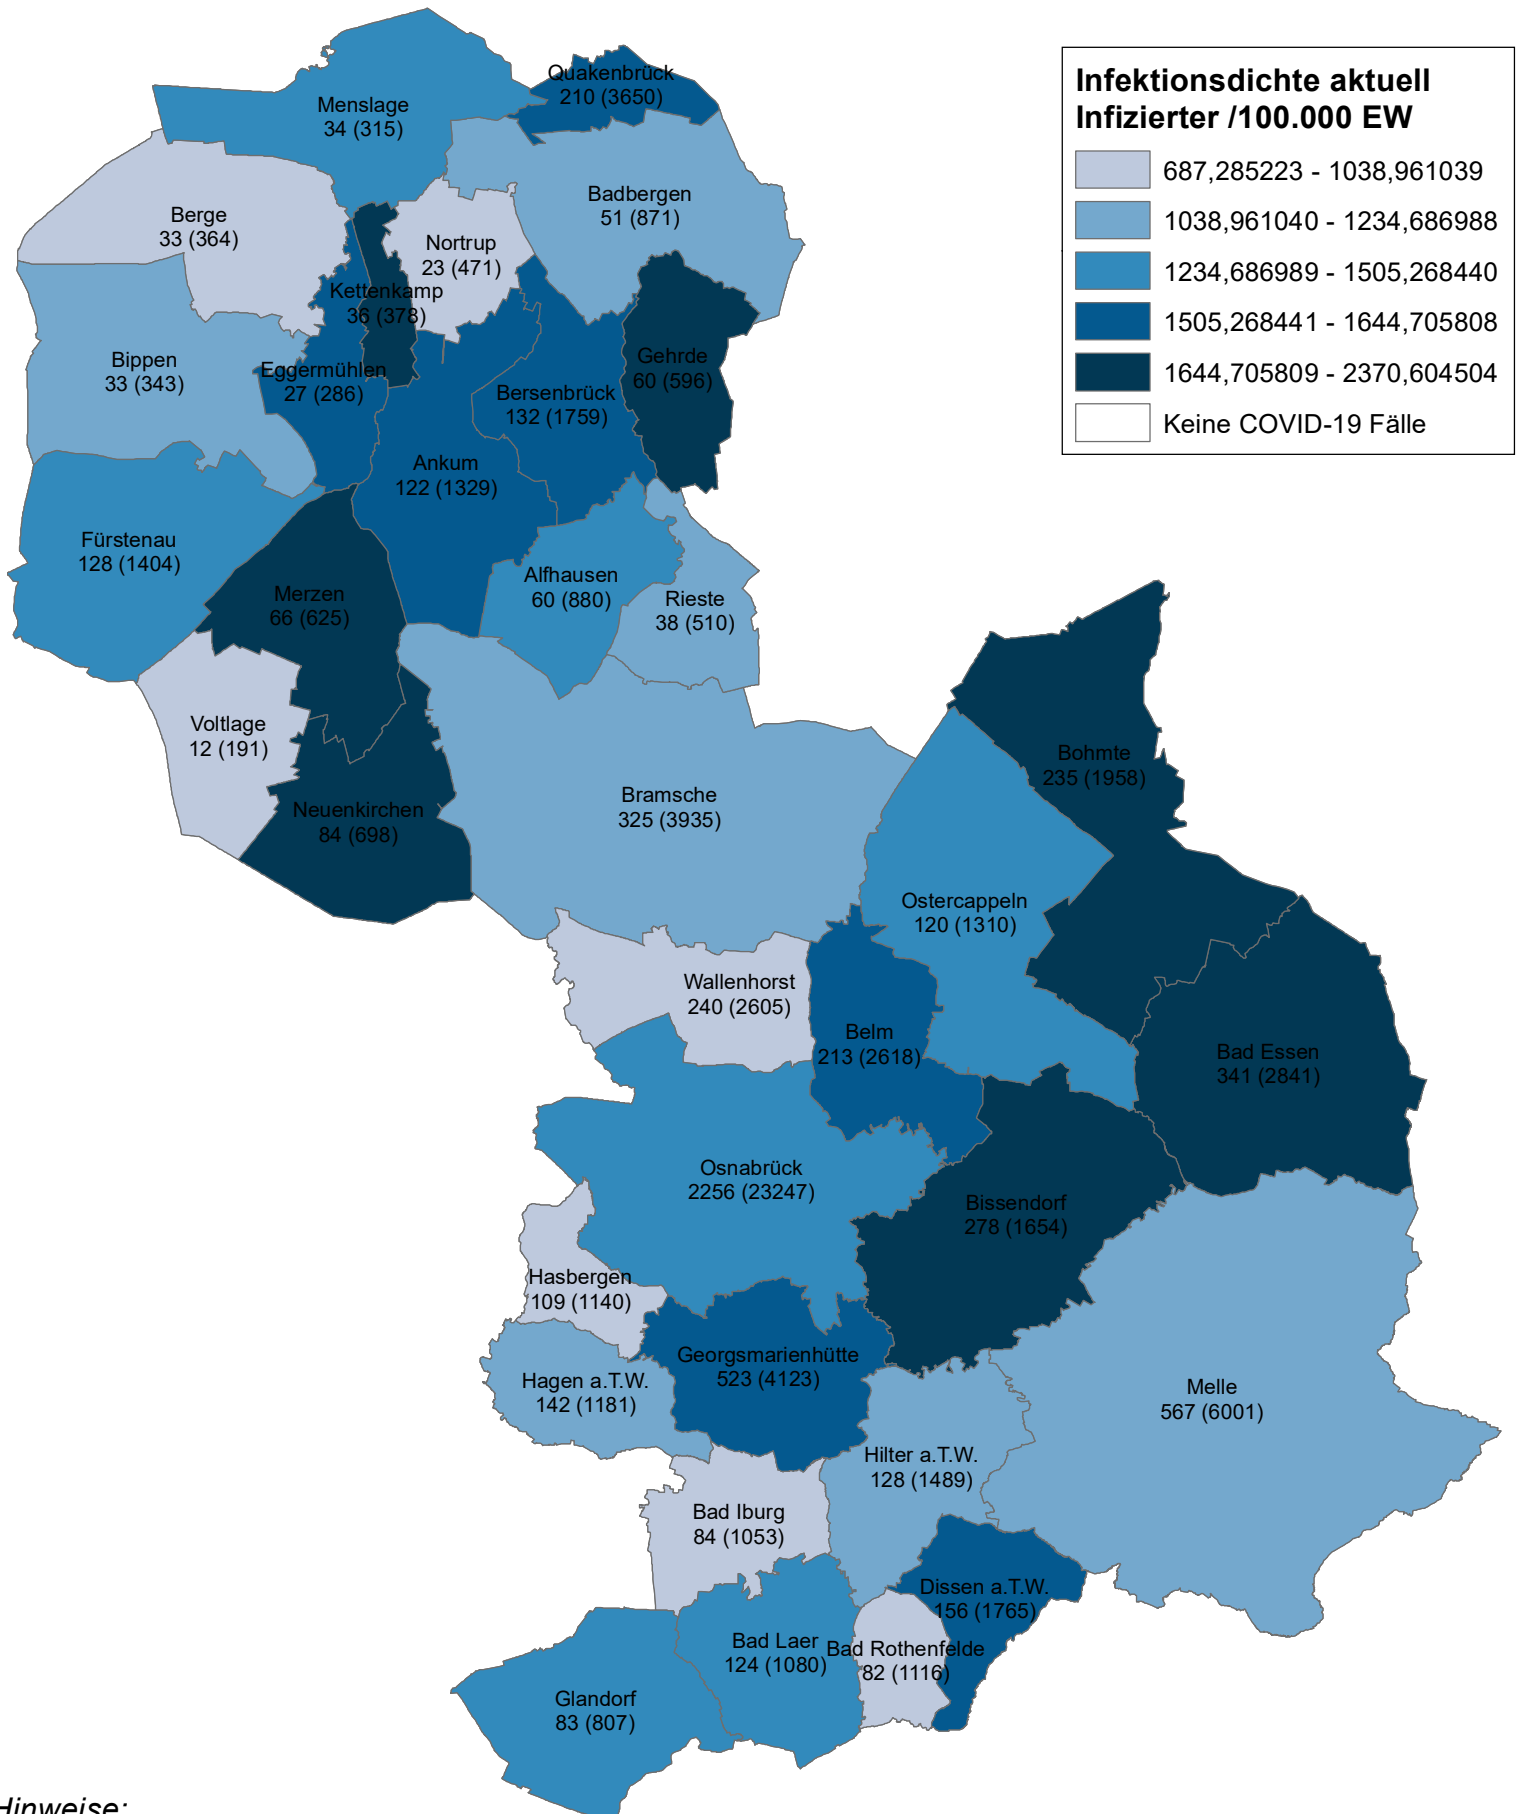 Infektionsdichte aktuell
Infizierter /100.000 EW
687,285223 - 1038,961039
1038,961040 - 1234,686988
1234,686989 - 1505,268440
1505,268441 - 1644,705808
1644,705809 - 2370,604504
Keine COVID-19 Fälle
Quakenbrück
210 (3650)
Menslage
34 (315)
Badbergen
51 (871)
Berge
33 (364)
Nortrup
23 (471)
Kettenkamp
36 (378)
Bippen
33 (343)
Eggermühlen
27 (286)
Gehrde
60 (596)
Bersenbrück
132 (1759)
Ankum
122 (1329)
Fürstenau
128 (1404)
Alfhausen
60 (880)
Merzen
66 (625)
Rieste
38 (510)
Voltlage
12 (191)
Bohmte
235 (1958)
Bramsche
325 (3935)
Neuenkirchen
84 (698)
Ostercappeln
120 (1310)
Wallenhorst
240 (2605)
Belm
213 (2618)
Bad Essen
341 (2841)
Osnabrück
2256 (23247)
Bissendorf
278 (1654)
Hasbergen
109 (1140)
Georgsmarienhütte
523 (4123)
Hagen a.T.W.
142 (1181)
Melle
567 (6001)
Hilter a.T.W.
128 (1489)
Bad Iburg
84 (1053)
Dissen a.T.W.
156 (1765)
Bad Laer
124 (1080)
Bad Rothenfelde
82 (1116)
Glandorf
83 (807)
Hinweise: